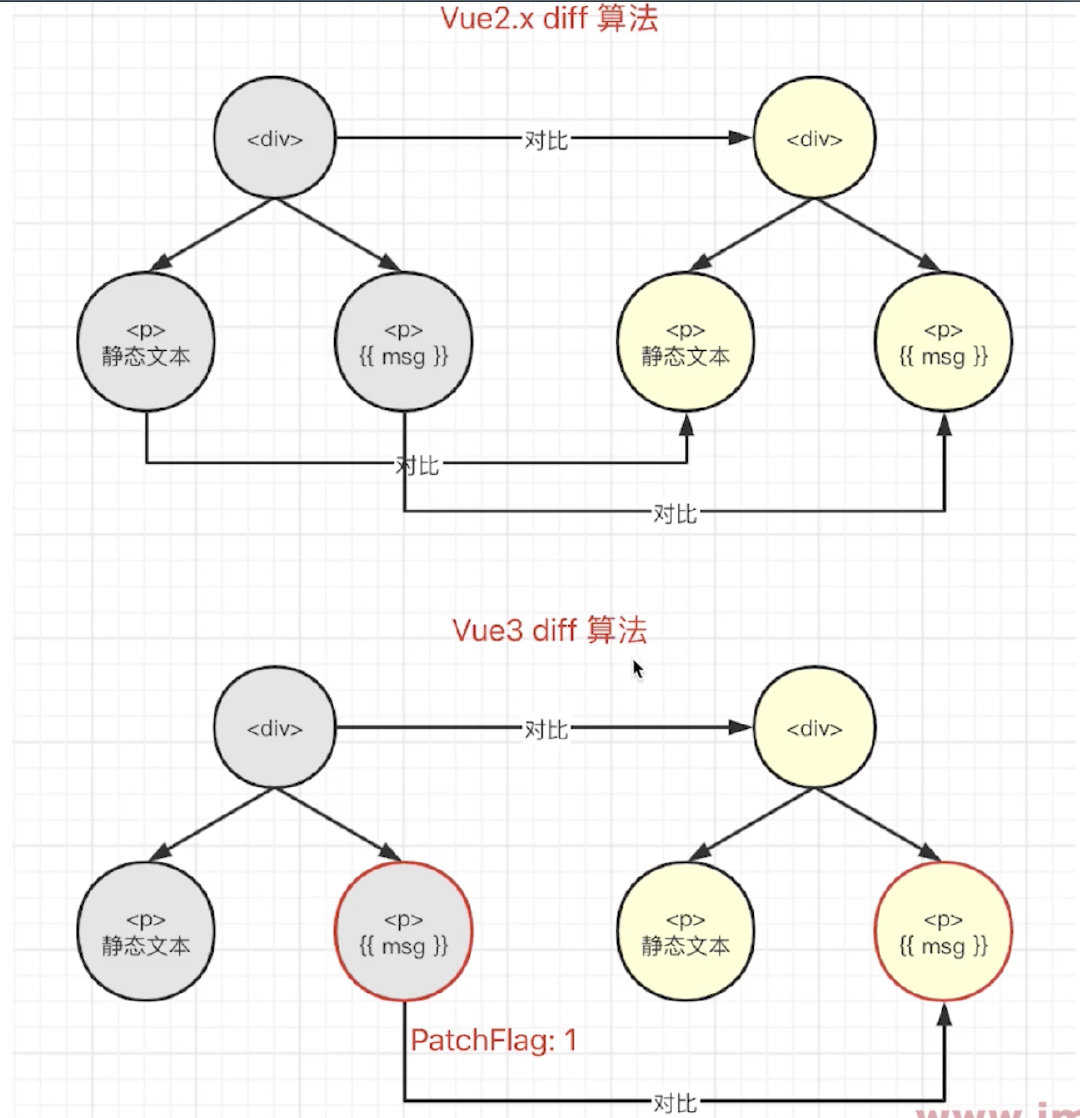 Vue2.x diff 算法
<div>
对比
<div>
<p>
静态文本
<p>
{{ msg }}
<p>
静态文本
<p>
{{ msg }}
对比
对比
Vue3 diff 算法
<div>
对比
<div>
<p>
静态文本
<p>
{{ msg }}
<p>
静态文本
<p>
{{ msg }}
PatchFlag: 1
对比